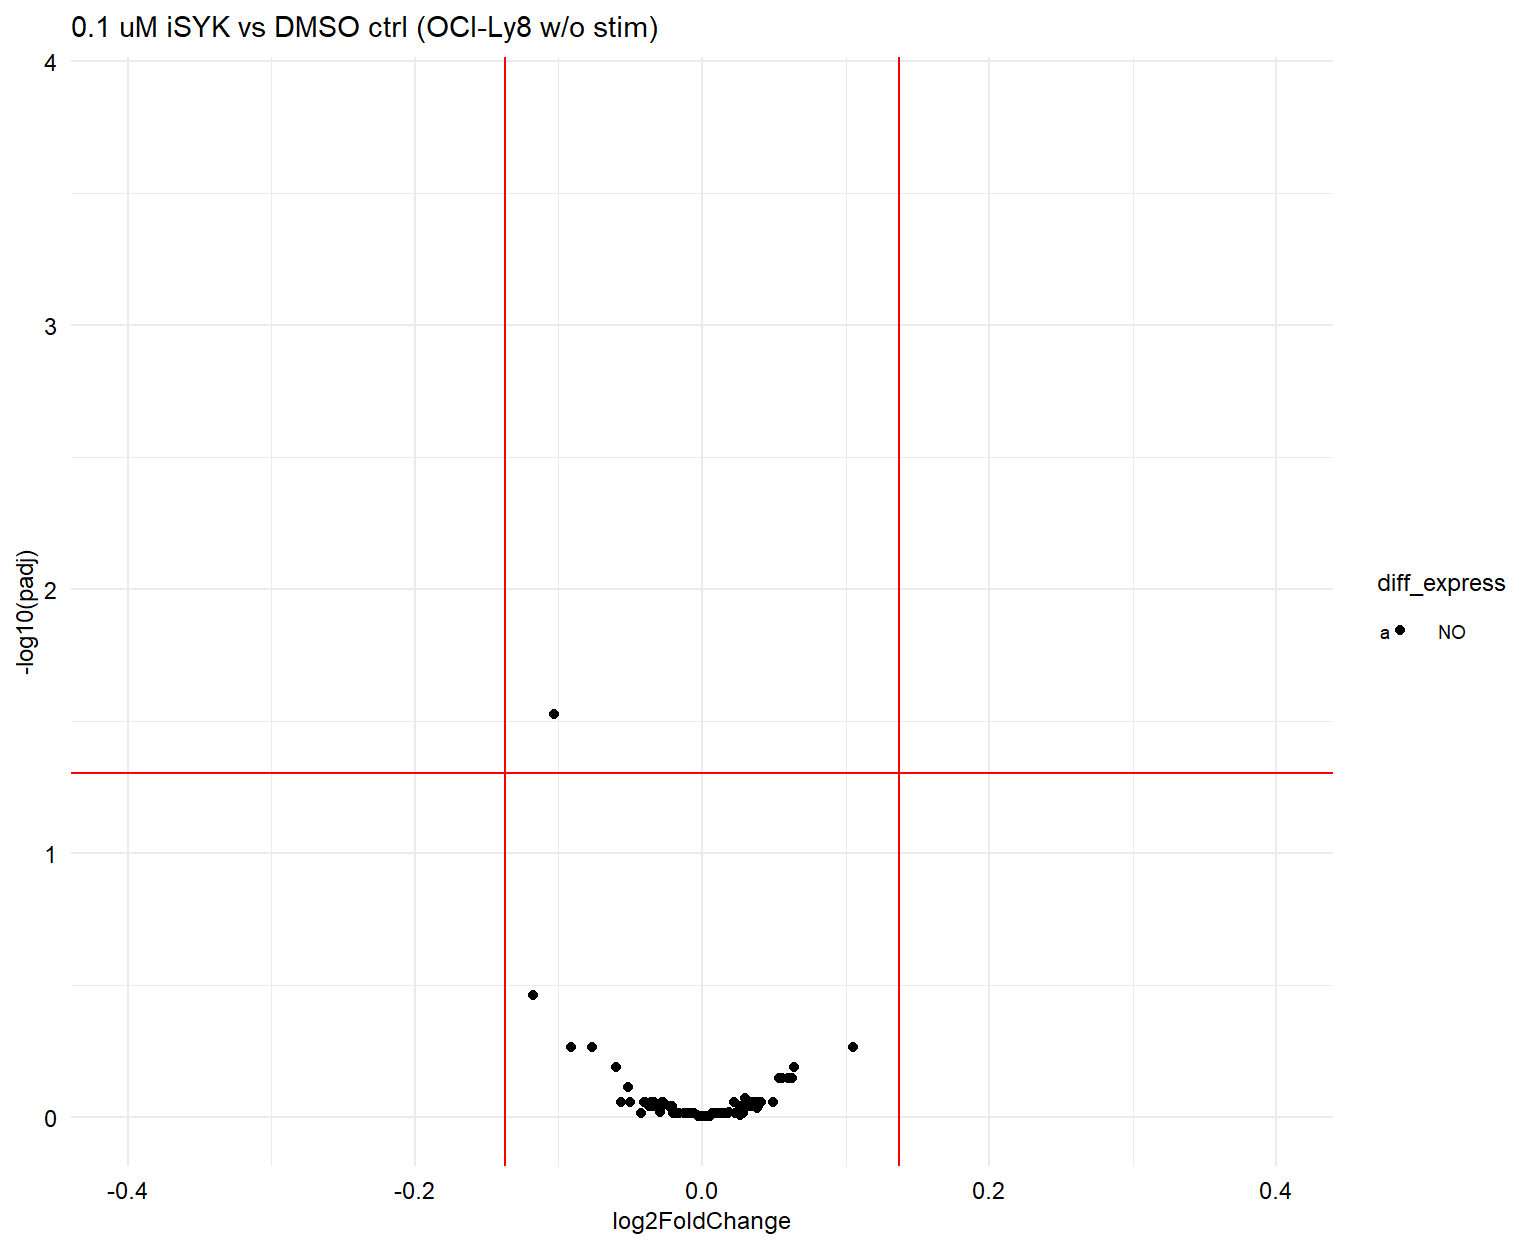 0.1 uM iSYK vs DMSO ctrl (OCI-Ly8 w/o stim)
4
3
2
1
0
-log10(padj)
-0.4 -0.2 0.0 0.2 0.4
log2FoldChange
diff_express
a NO